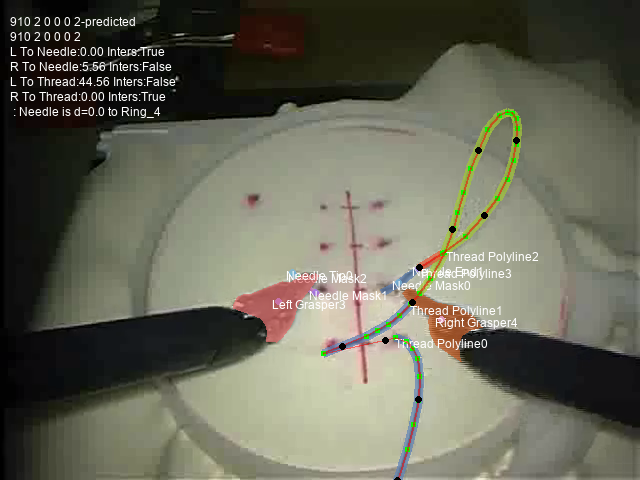 910 2 0 0 0 2-predicted
910 2 0 0 0 2
L To Needle:0.00 Inters:True
R To Needle:5.56 Inters:False
L To Thread:44.56 Inters:False
R To Thread:0.00 Inters:True
: Needle is d=0.0 to Ring_4
Thread Polyline2
Thread Polyline3
Needle Tip0
Mask2
Needle Mask0
Needle Mask1
Left Grasper3
Thread Polyline1
Right Grasper4
Thread Polyline0